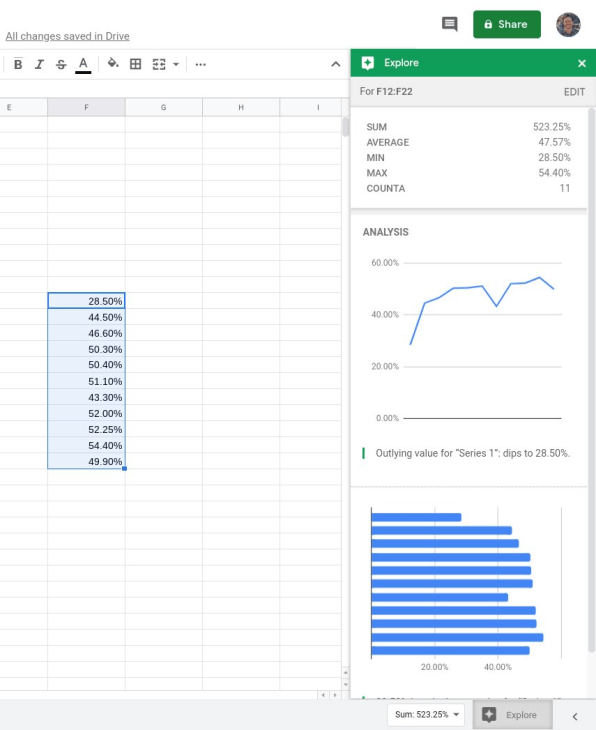 All changes saved in Drive
Share
B I S A
Explore
For F12:F22 EDIT
E F G H I
SUM 523.25%
AVERAGE 47.57%
MIN 28.50%
MAX 54.40%
COUNTA 11
ANALYSIS
60.00%
40.00%
20.00%
0.00%
28.50%
44.50%
46.60%
50.30%
50.40%
51.10%
43.30%
52.00%
52.25%
54.40%
49.90%
Outlying value for “Series 1”: dips to 28.50%.
20.00% 40.00%
Sum: 523.25%
Explore